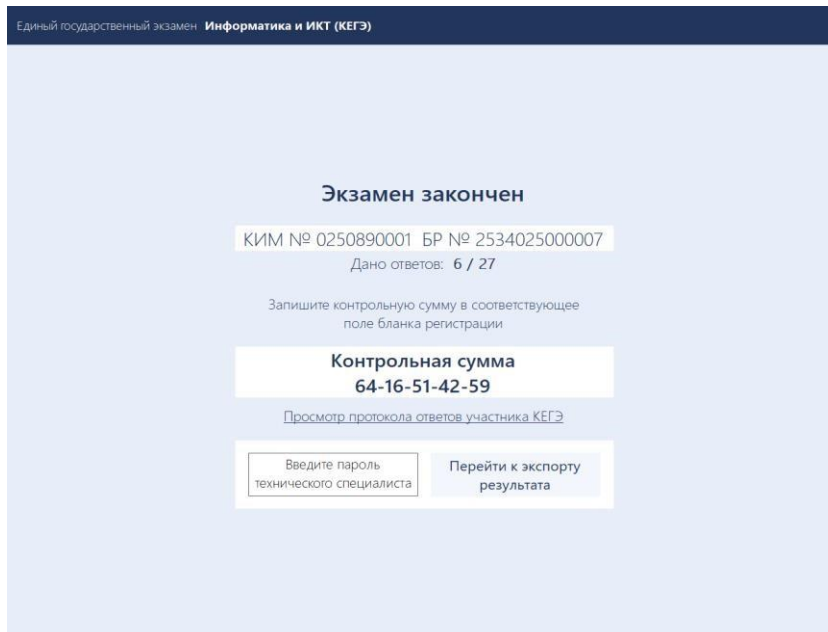 Единый государственный экзамен Информатика и ИКТ (КЕГЭ)
Экзамен закончен
КИМ № 0250890001 БР № 2534025000007
Дано ответов: 6 / 27
Запишите контрольную сумму в соответствующее
поле бланка регистрации
Контрольная сумма
64-16-51-42-59
Просмотр протокола ответов участника КЕГЭ
Введите пароль
технического специалиста
Перейти к экспорту
результата